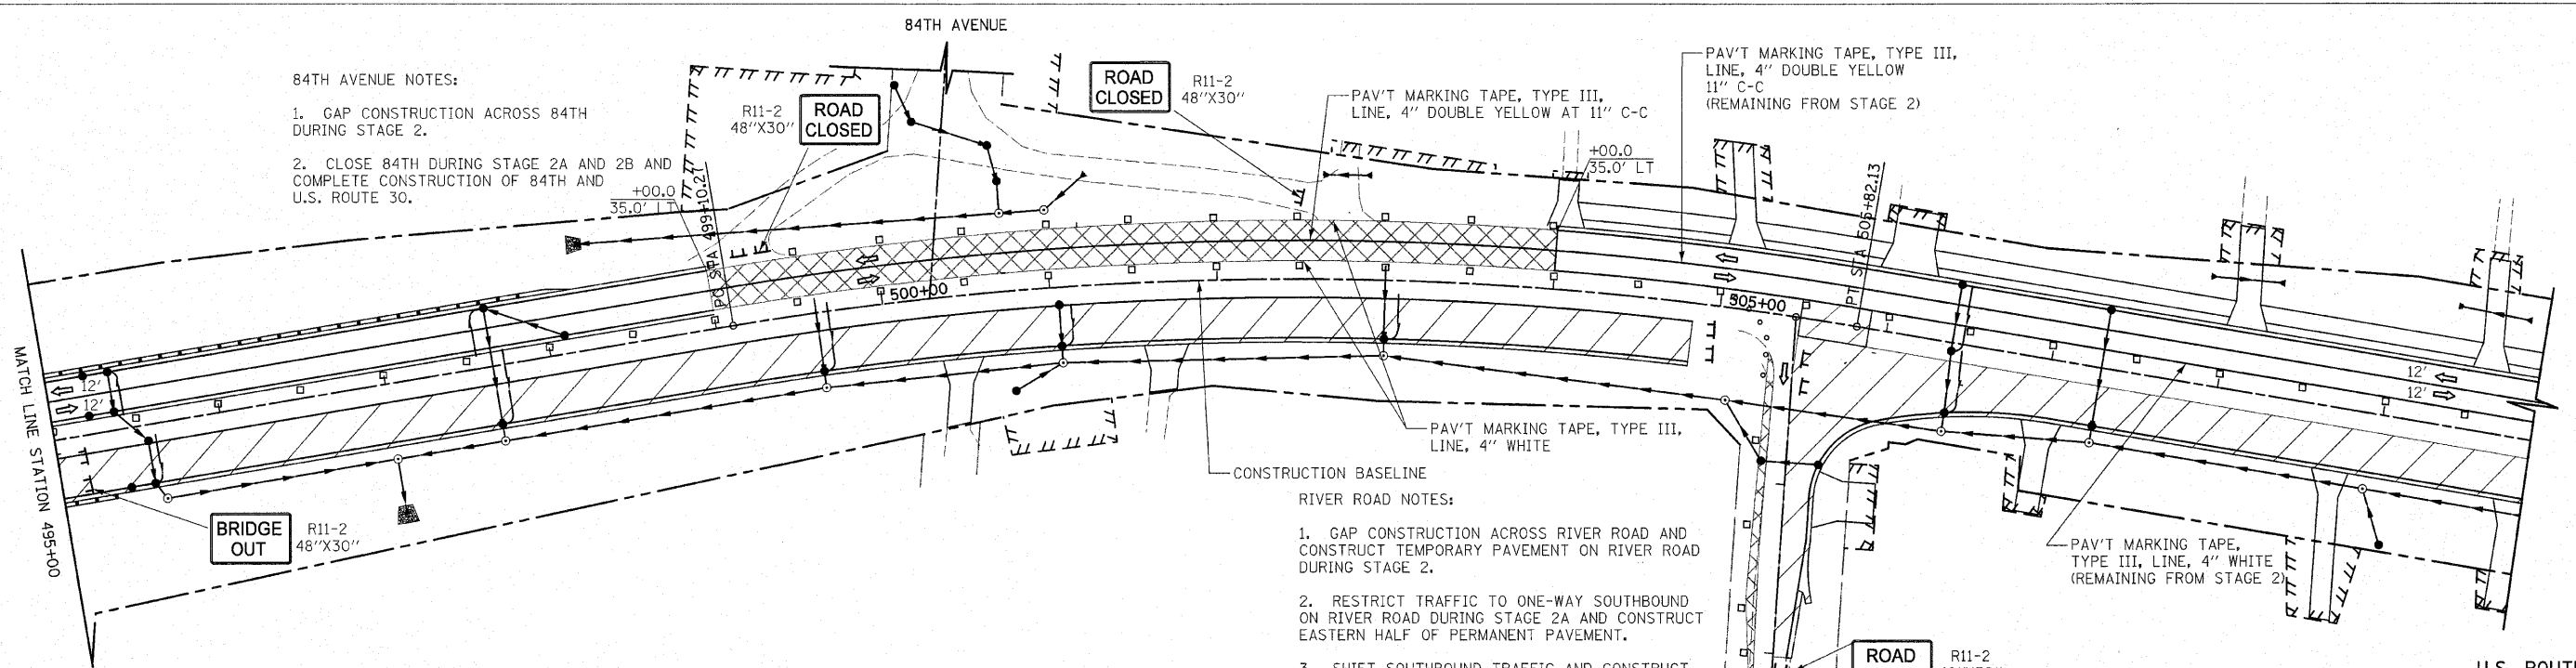 84TH AVENUE
84TH AVENUE NOTES:
1. GAP CONSTRUCTION ACROSS 84TH
DURING STAGE 2.
2. CLOSE 84TH DURING STAGE 2A AND 2B AND
COMPLETE CONSTRUCTION OF 84TH AND
U.S. ROUTE 30.
+00.0
35.0' LT
R11-2
48"X30"
ROAD
CLOSED
ROAD
CLOSED
R11-2
48"X30"
PAV'T MARKING TAPE, TYPE III,
LINE, 4" DOUBLE YELLOW AT 11" C-C
PAV'T MARKING TAPE, TYPE III,
LINE, 4" DOUBLE YELLOW
11" C-C
(REMAINING FROM STAGE 2)
+00.0
35.0' LT
PC STA 499+10.21
500+00
505+00
PT STA 505+82.13
MATCH LINE STATION 495+00
12'
12'
12'
12'
BRIDGE
OUT
R11-2
48"X30"
PAV'T MARKING TAPE, TYPE III,
LINE, 4" WHITE
CONSTRUCTION BASELINE
RIVER ROAD NOTES:
1. GAP CONSTRUCTION ACROSS RIVER ROAD AND
CONSTRUCT TEMPORARY PAVEMENT ON RIVER ROAD
DURING STAGE 2.
2. RESTRICT TRAFFIC TO ONE-WAY SOUTHBOUND
ON RIVER ROAD DURING STAGE 2A AND CONSTRUCT
EASTERN HALF OF PERMANENT PAVEMENT.
3. SHIFT SOUTHBOUND TRAFFIC AND CONSTRUCT
PAV'T MARKING TAPE,
TYPE III, LINE, 4" WHITE
(REMAINING FROM STAGE 2)
ROAD
R11-2